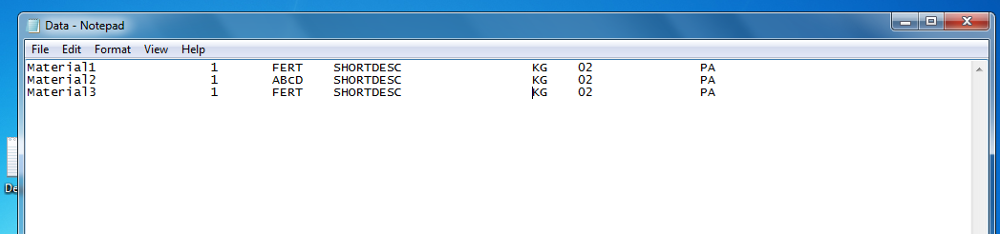 Data - Notepad
File Edit Format View Help
Material1 1 FERT SHORTDESC KG 02 PA
Material2 1 ABCD SHORTDESC KG 02 PA
Material3 1 FERT SHORTDESC KG 02 PA
De